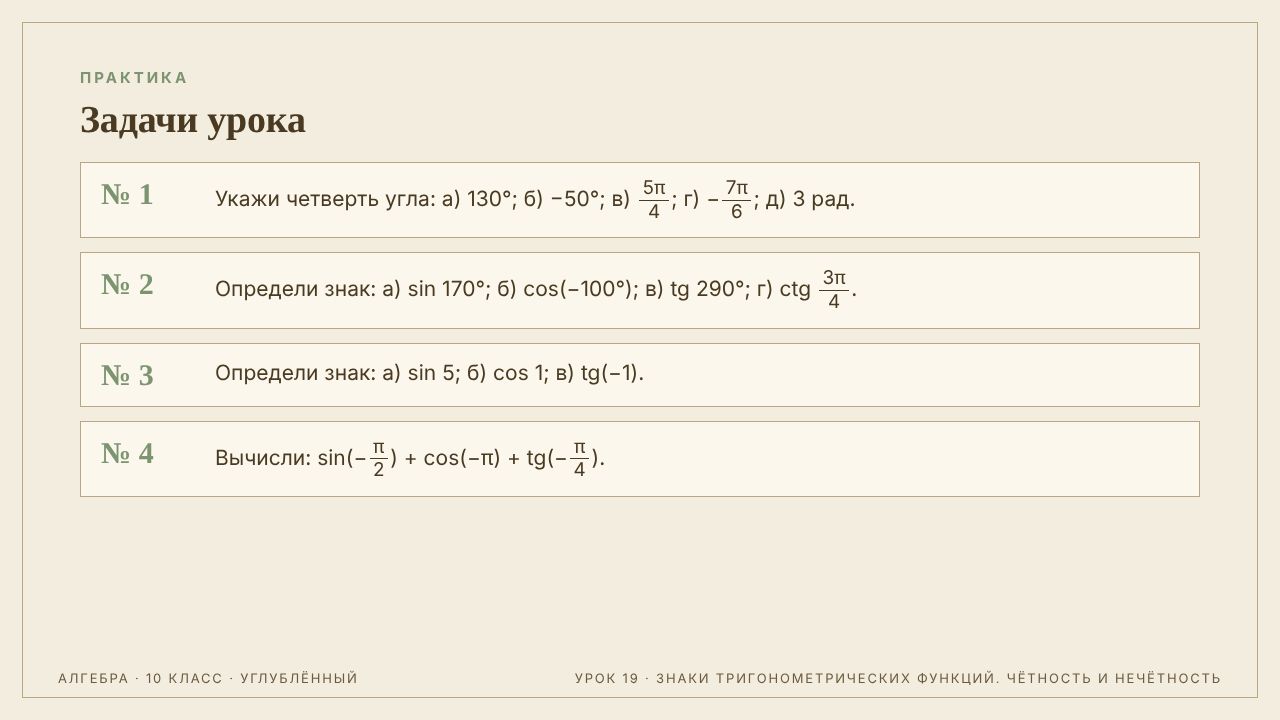 ПРАКТИКА
Задачи урока
№ 1 Укажи четверть угла: а) 130°; б) −50°; в) 5π/4; г) −7π/6; д) 3 рад.
№ 2 Определи знак: а) sin 170°; б) cos(−100°); в) tg 290°; г) ctg 3π/4.
№ 3 Определи знак: а) sin 5; б) cos 1; в) tg(−1).
№ 4 Вычисли: sin(−π/2) + cos(−π) + tg(−π/4).
АЛГЕБРА · 10 КЛАСС · УГЛУБЛЁННЫЙ
УРОК 19 · ЗНАКИ ТРИГОНОМЕТРИЧЕСКИХ ФУНКЦИЙ. ЧЁТНОСТЬ И НЕЧЁТНОСТЬ